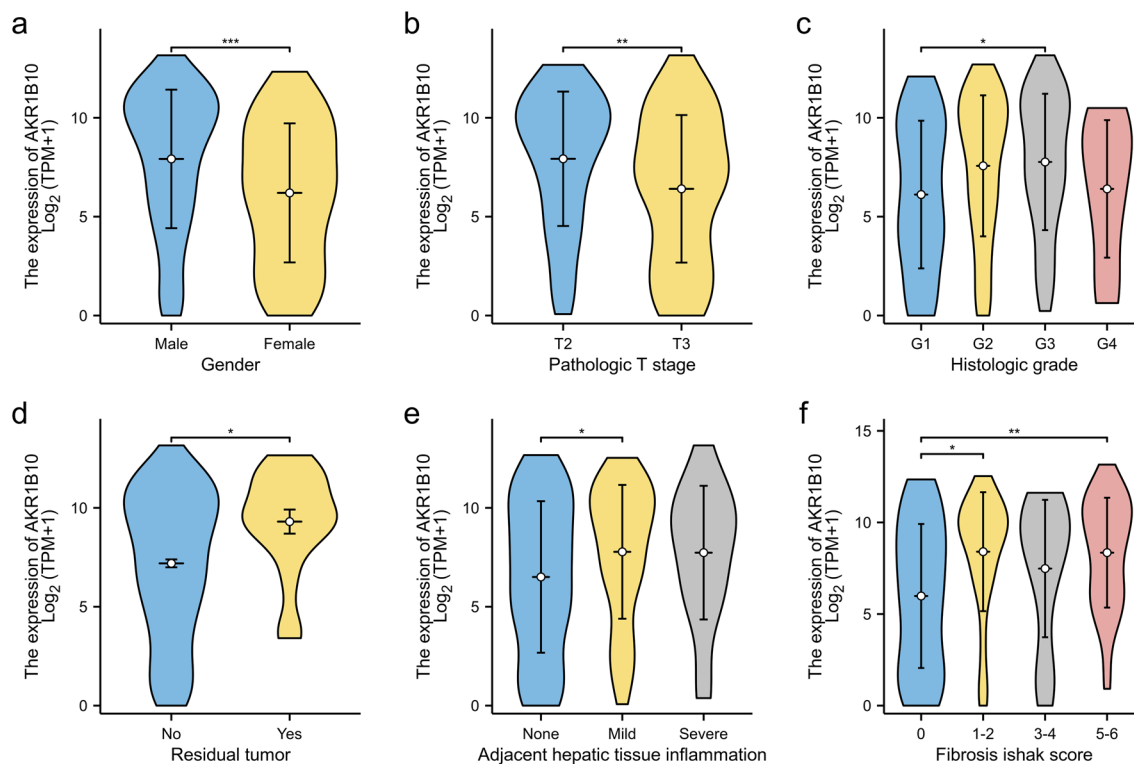 a
The expression of AKR1B10
Log2 (TPM+1)
10
5
0
***
Male
Female
Gender
b
The expression of AKR1B10
Log2 (TPM+1)
10
5
0
**
T2
T3
Pathologic T stage
c
The expression of AKR1B10
Log2 (TPM+1)
10
5
0
*
G1
G2
G3
G4
Histologic grade
d
The expression of AKR1B10
Log2 (TPM+1)
10
5
0
*
No
Yes
Residual tumor
e
The expression of AKR1B10
Log2 (TPM+1)
10
5
0
*
None
Mild
Severe
Adjacent hepatic tissue inflammation
f
The expression of AKR1B10
Log2 (TPM+1)
15
10
5
0
**
*
0
1-2
3-4
5-6
Fibrosis ishak score